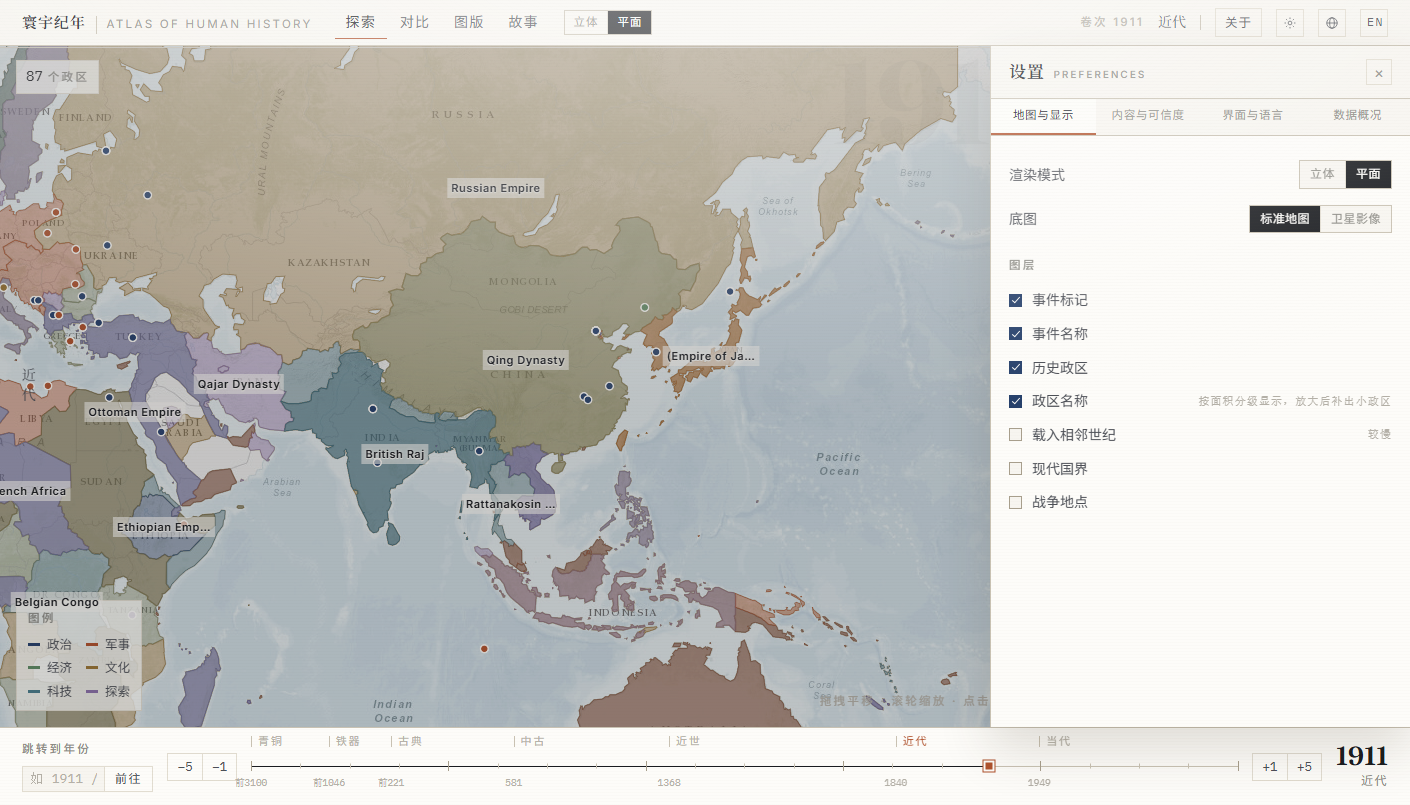 寰宇纪年 ATLAS OF HUMAN HISTORY 探索 对比 图版 故事 立体 平面 卷次 1911 近代 关于 EN
87 个政区
设置 PREFERENCES ×
地图与显示 内容与可信度 界面与语言 数据概况
渲染模式 立体 平面
底图 标准地图 卫星影像
图层
事件标记
事件名称
历史政区
政区名称 按面积分级显示，放大后补出小政区
载入相邻世纪 较慢
现代国界
战争地点
SWEDEN
FINLAND
RUSSIA
URAL MOUNTAINS
Russian Empire
Bering
Sea
Sea of
Okhotsk
POLAND
UKRAINE
KAZAKHSTAN
MONGOLIA
GOBI DESERT
GREECE
TURKEY
Qing Dynasty
CHINA
(Empire of Ja...
近代
Qajar Dynasty
Ottoman Empire
LIBYA
EGYPT
SAUDI
ARABIA
INDIA
British Raj
MYANMAR
(BURMA)
Pacific
Ocean
SUDAN
Arabian
Sea
ench Africa
Rattanakosin ...
Ethiopian Emp...
Belgian Congo
INDONESIA
图例
政治 军事
经济 文化
科技 探索
Indian
Ocean
Coral
Sea
拖拽平移 · 滚轮缩放 · 点击
跳转到年份
如 1911 / 前往
−5 −1
青铜 铁器 古典 中古 近世 近代 当代
前3100 前1046 前221 581 1368 1840 1949
+1 +5
1911
近代